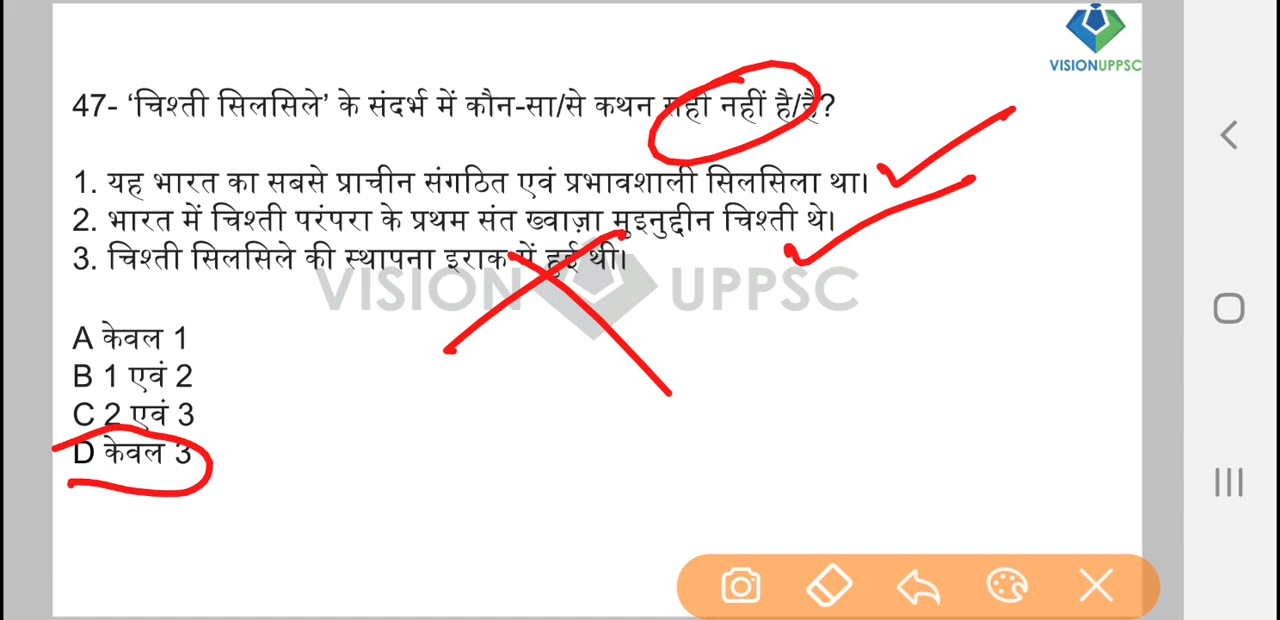 VISIONUPPSC
47- ‘चिश्ती सिलसिले’ के संदर्भ में कौन-सा/से कथन सही नहीं है/है?
1. यह भारत का सबसे प्राचीन संगठित एवं प्रभावशाली सिलसिला था।
2. भारत में चिश्ती परंपरा के प्रथम संत ख्वाज़ा मुइनुद्दीन चिश्ती थे।
3. चिश्ती सिलसिले की स्थापना इराक में हुई थी।
VISION UPPSC
A केवल 1
B 1 एवं 2
C 2 एवं 3
D केवल 3